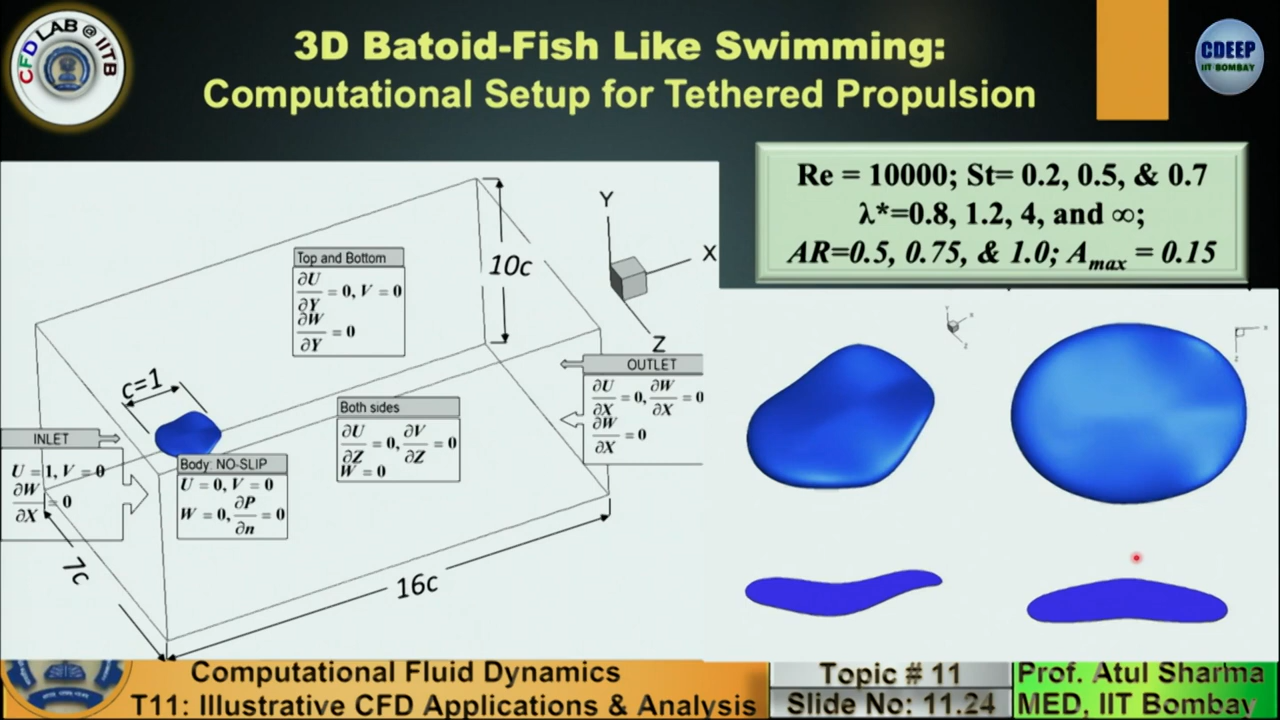 CFD LAB @ IITB
3D Batoid-Fish Like Swimming:
Computational Setup for Tethered Propulsion
CDEEP
IIT BOMBAY
Re = 10000; St= 0.2, 0.5, & 0.7
λ*=0.8, 1.2, 4, and ∞;
AR=0.5, 0.75, & 1.0; A_max = 0.15
Top and Bottom
∂U/∂Y = 0, V = 0
∂W/∂Y = 0
10c
Y
X
Z
OUTLET
∂U/∂X = 0, ∂W/∂X = 0
∂W/∂X = 0
c=1
Both sides
∂U/∂Z = 0, ∂V/∂Z = 0
W = 0
INLET
U = 1, V = 0
∂W/∂X = 0
Body: NO-SLIP
U = 0, V = 0
W = 0, ∂P/∂n = 0
7c
16c
Computational Fluid Dynamics
T11: Illustrative CFD Applications & Analysis
Topic # 11
Slide No: 11.24
Prof. Atul Sharma
MED, IIT Bombay